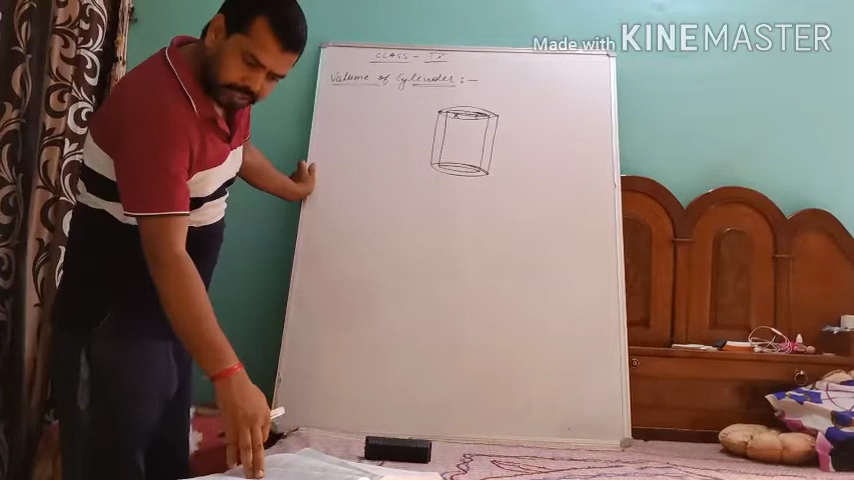 Made with KINEMASTER
CLASS - IX
Volume of Cylinder :-